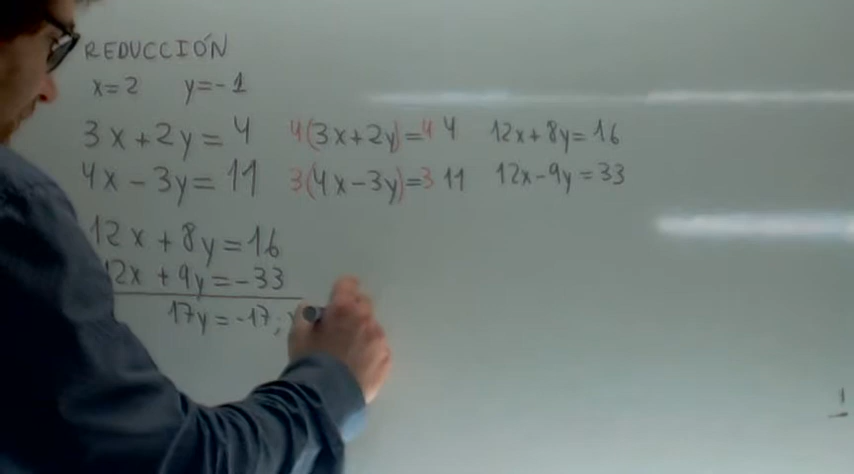 REDUCCIÓN
x=2 y=-1
3x+2y=4 4(3x+2y)=4 4 12x+8y=16
4x-3y=11 3(4x-3y)=3 11 12x-9y=33
12x+8y=16
12x+9y=-33
17y=-17;